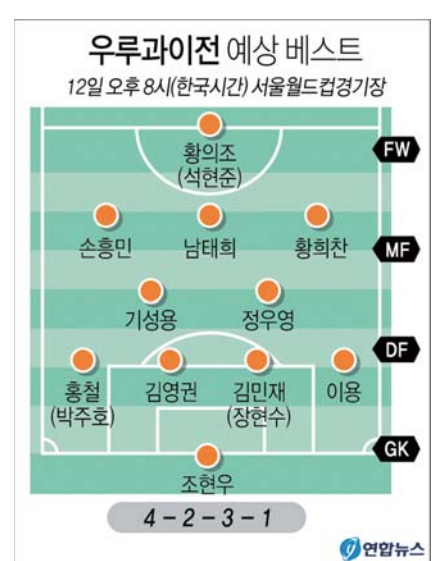 우루과이전 예상 베스트
12일 오후 8시(한국시간) 서울월드컵경기장
FW
황의조
(석현준)
손흥민 남태희 황희찬
MF
기성용 정우영
DF
홍철 김영권 김민재 이용
(박주호) (장현수)
GK
조현우
4-2-3-1
연합뉴스